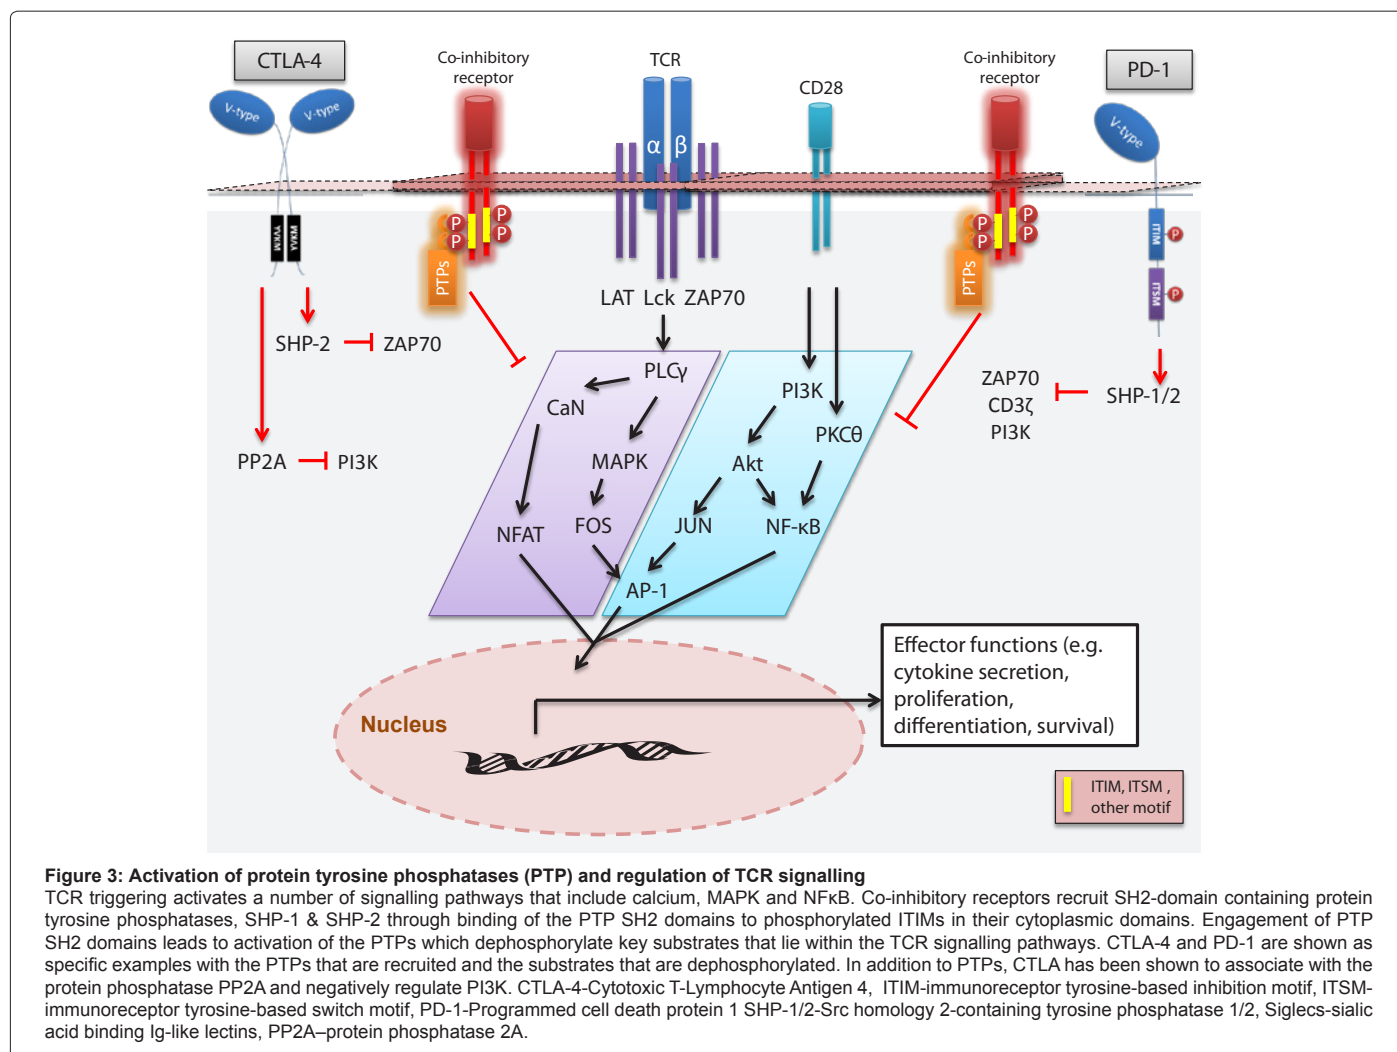 CTLA-4
Co-inhibitory
receptor
TCR
CD28
Co-inhibitory
receptor
PD-1
V-type
V-type
V-type
α β
YVKM
YVKM
P
P
P
P
PTPs
P
P
P
P
PTPs
ITIM
P
ITSM
P
LAT Lck ZAP70
SHP-2
ZAP70
PP2A
PI3K
PLCγ
CaN
MAPK
NFAT
FOS
PI3K
PKCθ
Akt
JUN
NF-κB
AP-1
ZAP70
CD3ζ
PI3K
SHP-1/2
Nucleus
Effector functions (e.g.
cytokine secretion,
proliferation,
differentiation, survival)
ITIM, ITSM ,
other motif
Figure 3: Activation of protein tyrosine phosphatases (PTP) and regulation of TCR signalling
TCR triggering activates a number of signalling pathways that include calcium, MAPK and NFκB. Co-inhibitory receptors recruit SH2-domain containing protein
tyrosine phosphatases, SHP-1 & SHP-2 through binding of the PTP SH2 domains to phosphorylated ITIMs in their cytoplasmic domains. Engagement of PTP
SH2 domains leads to activation of the PTPs which dephosphorylate key substrates that lie within the TCR signalling pathways. CTLA-4 and PD-1 are shown as
specific examples with the PTPs that are recruited and the substrates that are dephosphorylated. In addition to PTPs, CTLA has been shown to associate with the
protein phosphatase PP2A and negatively regulate PI3K. CTLA-4-Cytotoxic T-Lymphocyte Antigen 4, ITIM-immunoreceptor tyrosine-based inhibition motif, ITSM-
immunoreceptor tyrosine-based switch motif, PD-1-Programmed cell death protein 1 SHP-1/2-Src homology 2-containing tyrosine phosphatase 1/2, Siglecs-sialic
acid binding Ig-like lectins, PP2A–protein phosphatase 2A.